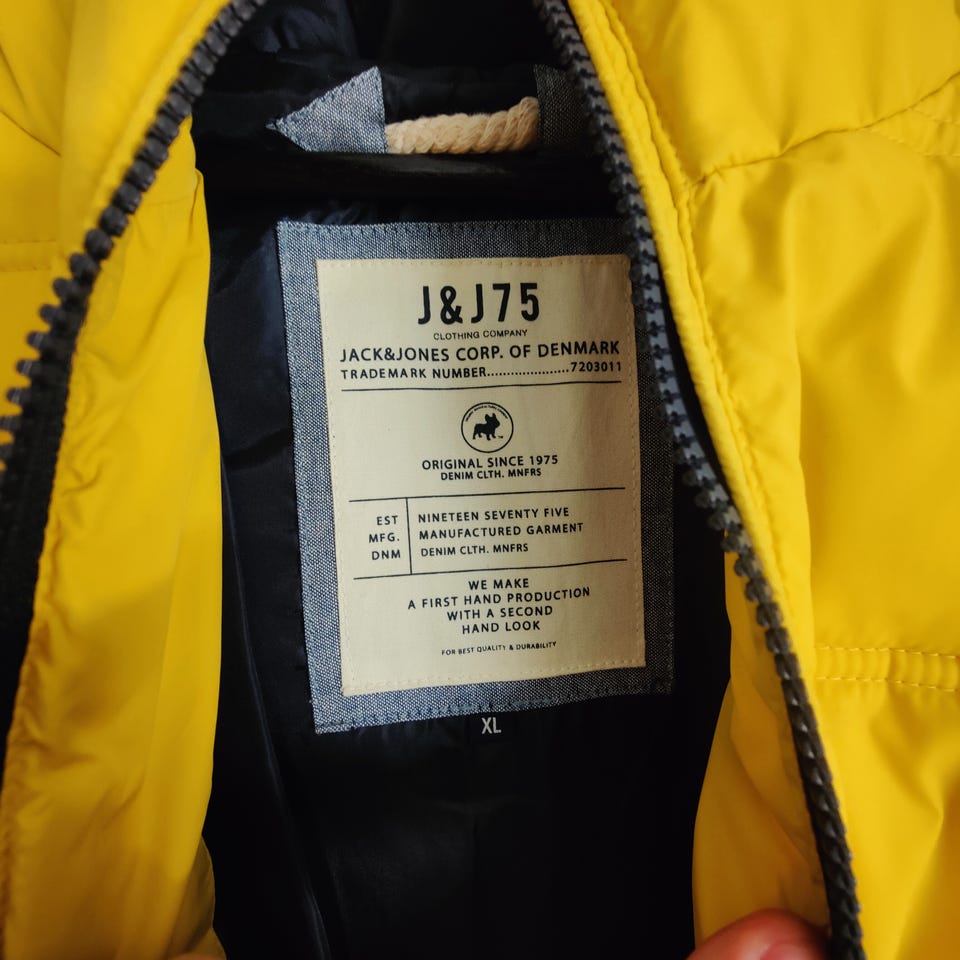 J&J75
CLOTHING COMPANY
JACK&JONES CORP. OF DENMARK
TRADEMARK NUMBER.....................7203011
ORIGINAL SINCE 1975
DENIM CLTH. MNFRS
EST NINETEEN SEVENTY FIVE
MFG. MANUFACTURED GARMENT
DNM DENIM CLTH. MNFRS
WE MAKE
A FIRST HAND PRODUCTION
WITH A SECOND
HAND LOOK
FOR BEST QUALITY & DURABILITY
XL